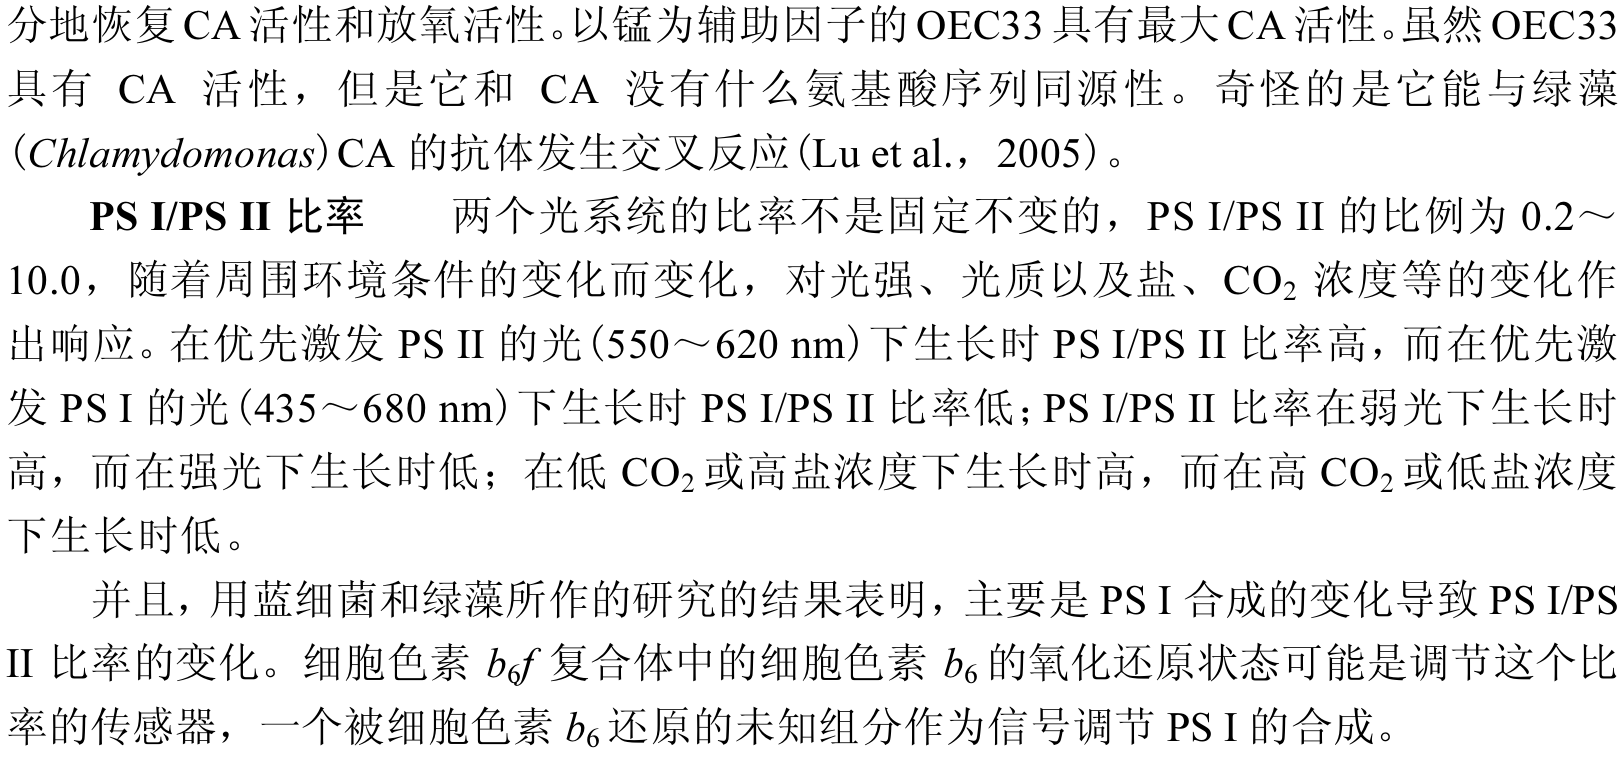 分地恢复CA活性和放氧活性。以锰为辅助因子的OEC33具有最大CA活性。虽然OEC33
具有 CA 活性，但是它和 CA 没有什么氨基酸序列同源性。奇怪的是它能与绿藻
(Chlamydomonas)CA 的抗体发生交叉反应(Lu et al.，2005)。
PS I/PS II 比率 两个光系统的比率不是固定不变的，PS I/PS II 的比例为 0.2～
10.0，随着周围环境条件的变化而变化，对光强、光质以及盐、CO₂ 浓度等的变化作
出响应。在优先激发 PS II 的光(550～620 nm)下生长时 PS I/PS II 比率高，而在优先激
发 PS I 的光(435～680 nm)下生长时 PS I/PS II 比率低；PS I/PS II 比率在弱光下生长时
高，而在强光下生长时低；在低 CO₂或高盐浓度下生长时高，而在高 CO₂或低盐浓度
下生长时低。
并且，用蓝细菌和绿藻所作的研究的结果表明，主要是 PS I 合成的变化导致 PS I/PS
II 比率的变化。细胞色素 b₆f 复合体中的细胞色素 b₆的氧化还原状态可能是调节这个比
率的传感器，一个被细胞色素 b₆还原的未知组分作为信号调节 PS I 的合成。